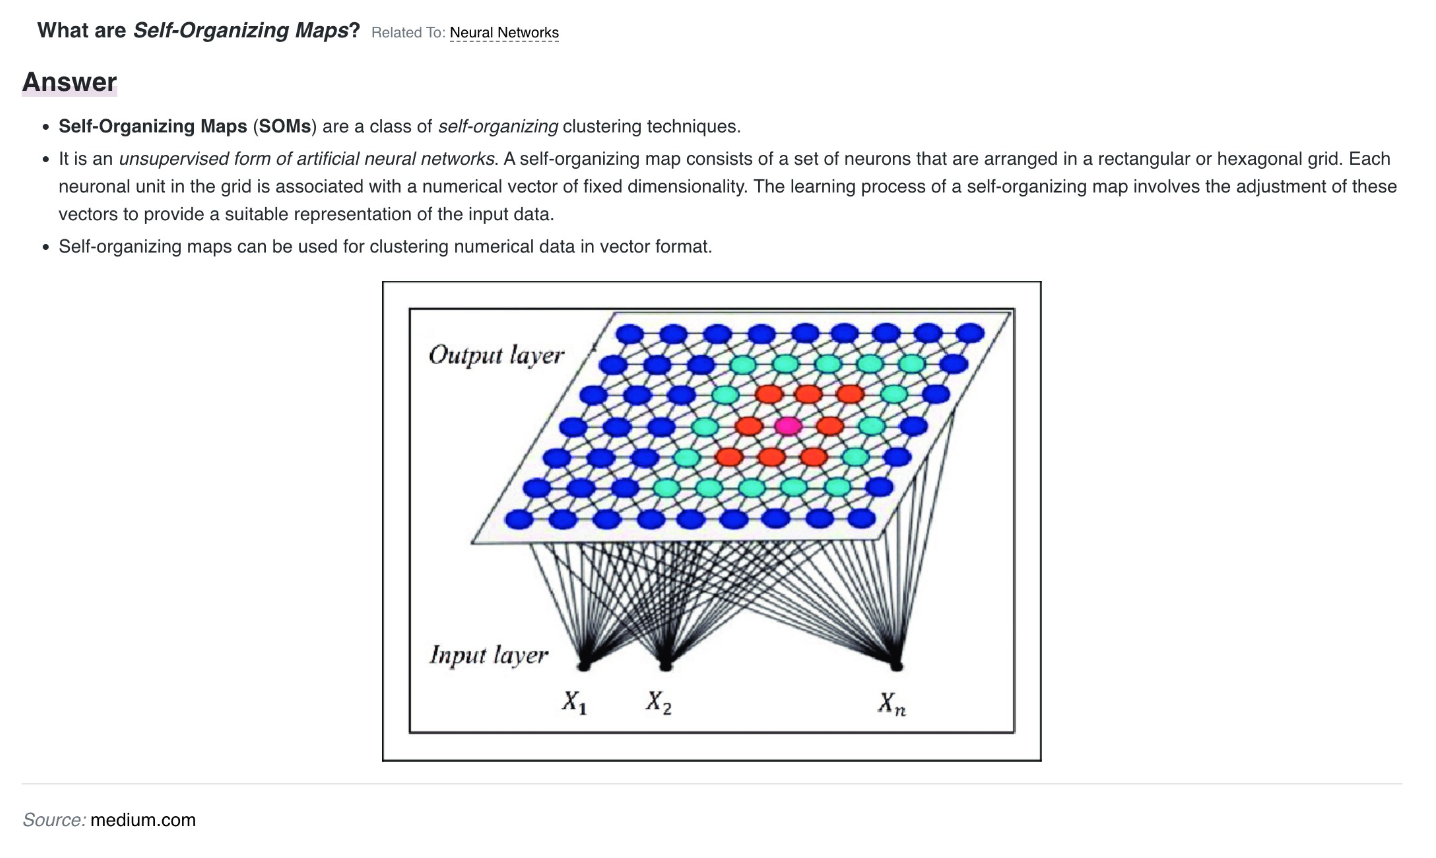 What are Self-Organizing Maps? Related To: Neural Networks
Answer
• Self-Organizing Maps (SOMs) are a class of self-organizing clustering techniques.
• It is an unsupervised form of artificial neural networks. A self-organizing map consists of a set of neurons that are arranged in a rectangular or hexagonal grid. Each
neuronal unit in the grid is associated with a numerical vector of fixed dimensionality. The learning process of a self-organizing map involves the adjustment of these
vectors to provide a suitable representation of the input data.
• Self-organizing maps can be used for clustering numerical data in vector format.
Output layer
Input layer
X₁ X₂ Xₙ
Source: medium.com